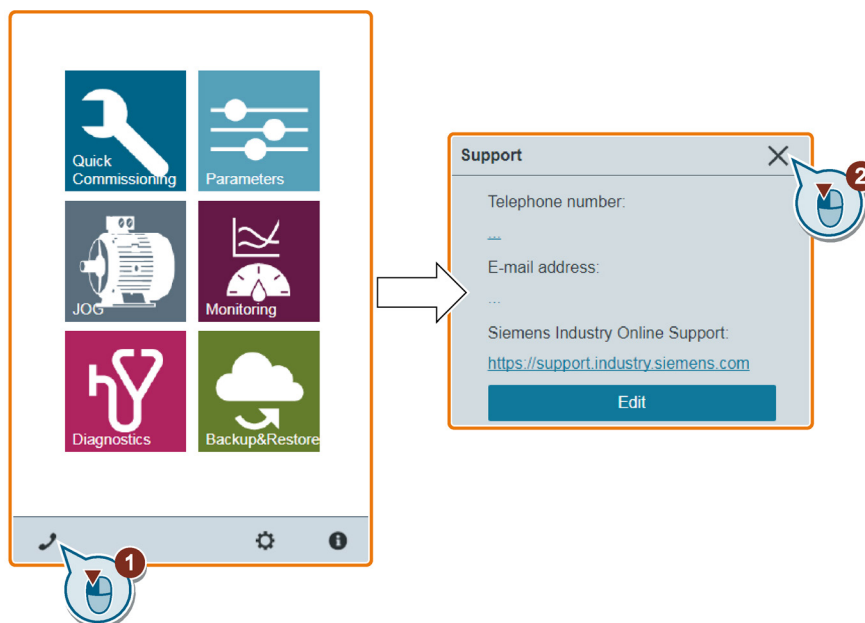 Quick
Commissioning
Parameters
JOG
Monitoring
Diagnostics
Backup&Restore
1
Support
2
Telephone number:
...
E-mail address:
...
Siemens Industry Online Support:
https://support.industry.siemens.com
Edit